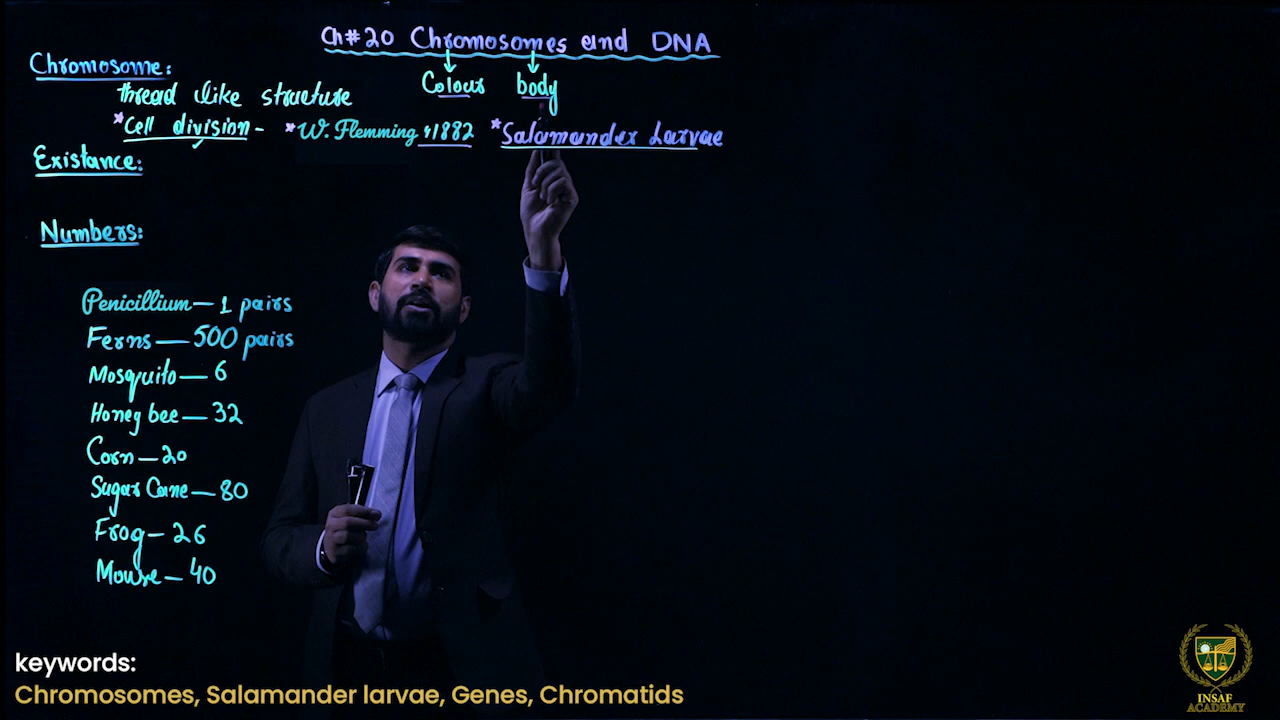 Ch#20 Chromosomes and DNA
Colour body
Chromosome:
thread like structure
*Cell division- *W. Flemming 1882 *Salamander Larvae
Existance:
Numbers:
Penicillium—1 pairs
Ferns—500 pairs
Mosquito—6
Honey bee—32
Corn—20
Sugar Cane—80
Frog—26
Mouse—40
keywords:
Chromosomes, Salamander larvae, Genes, Chromatids
INSAF
ACADEMY